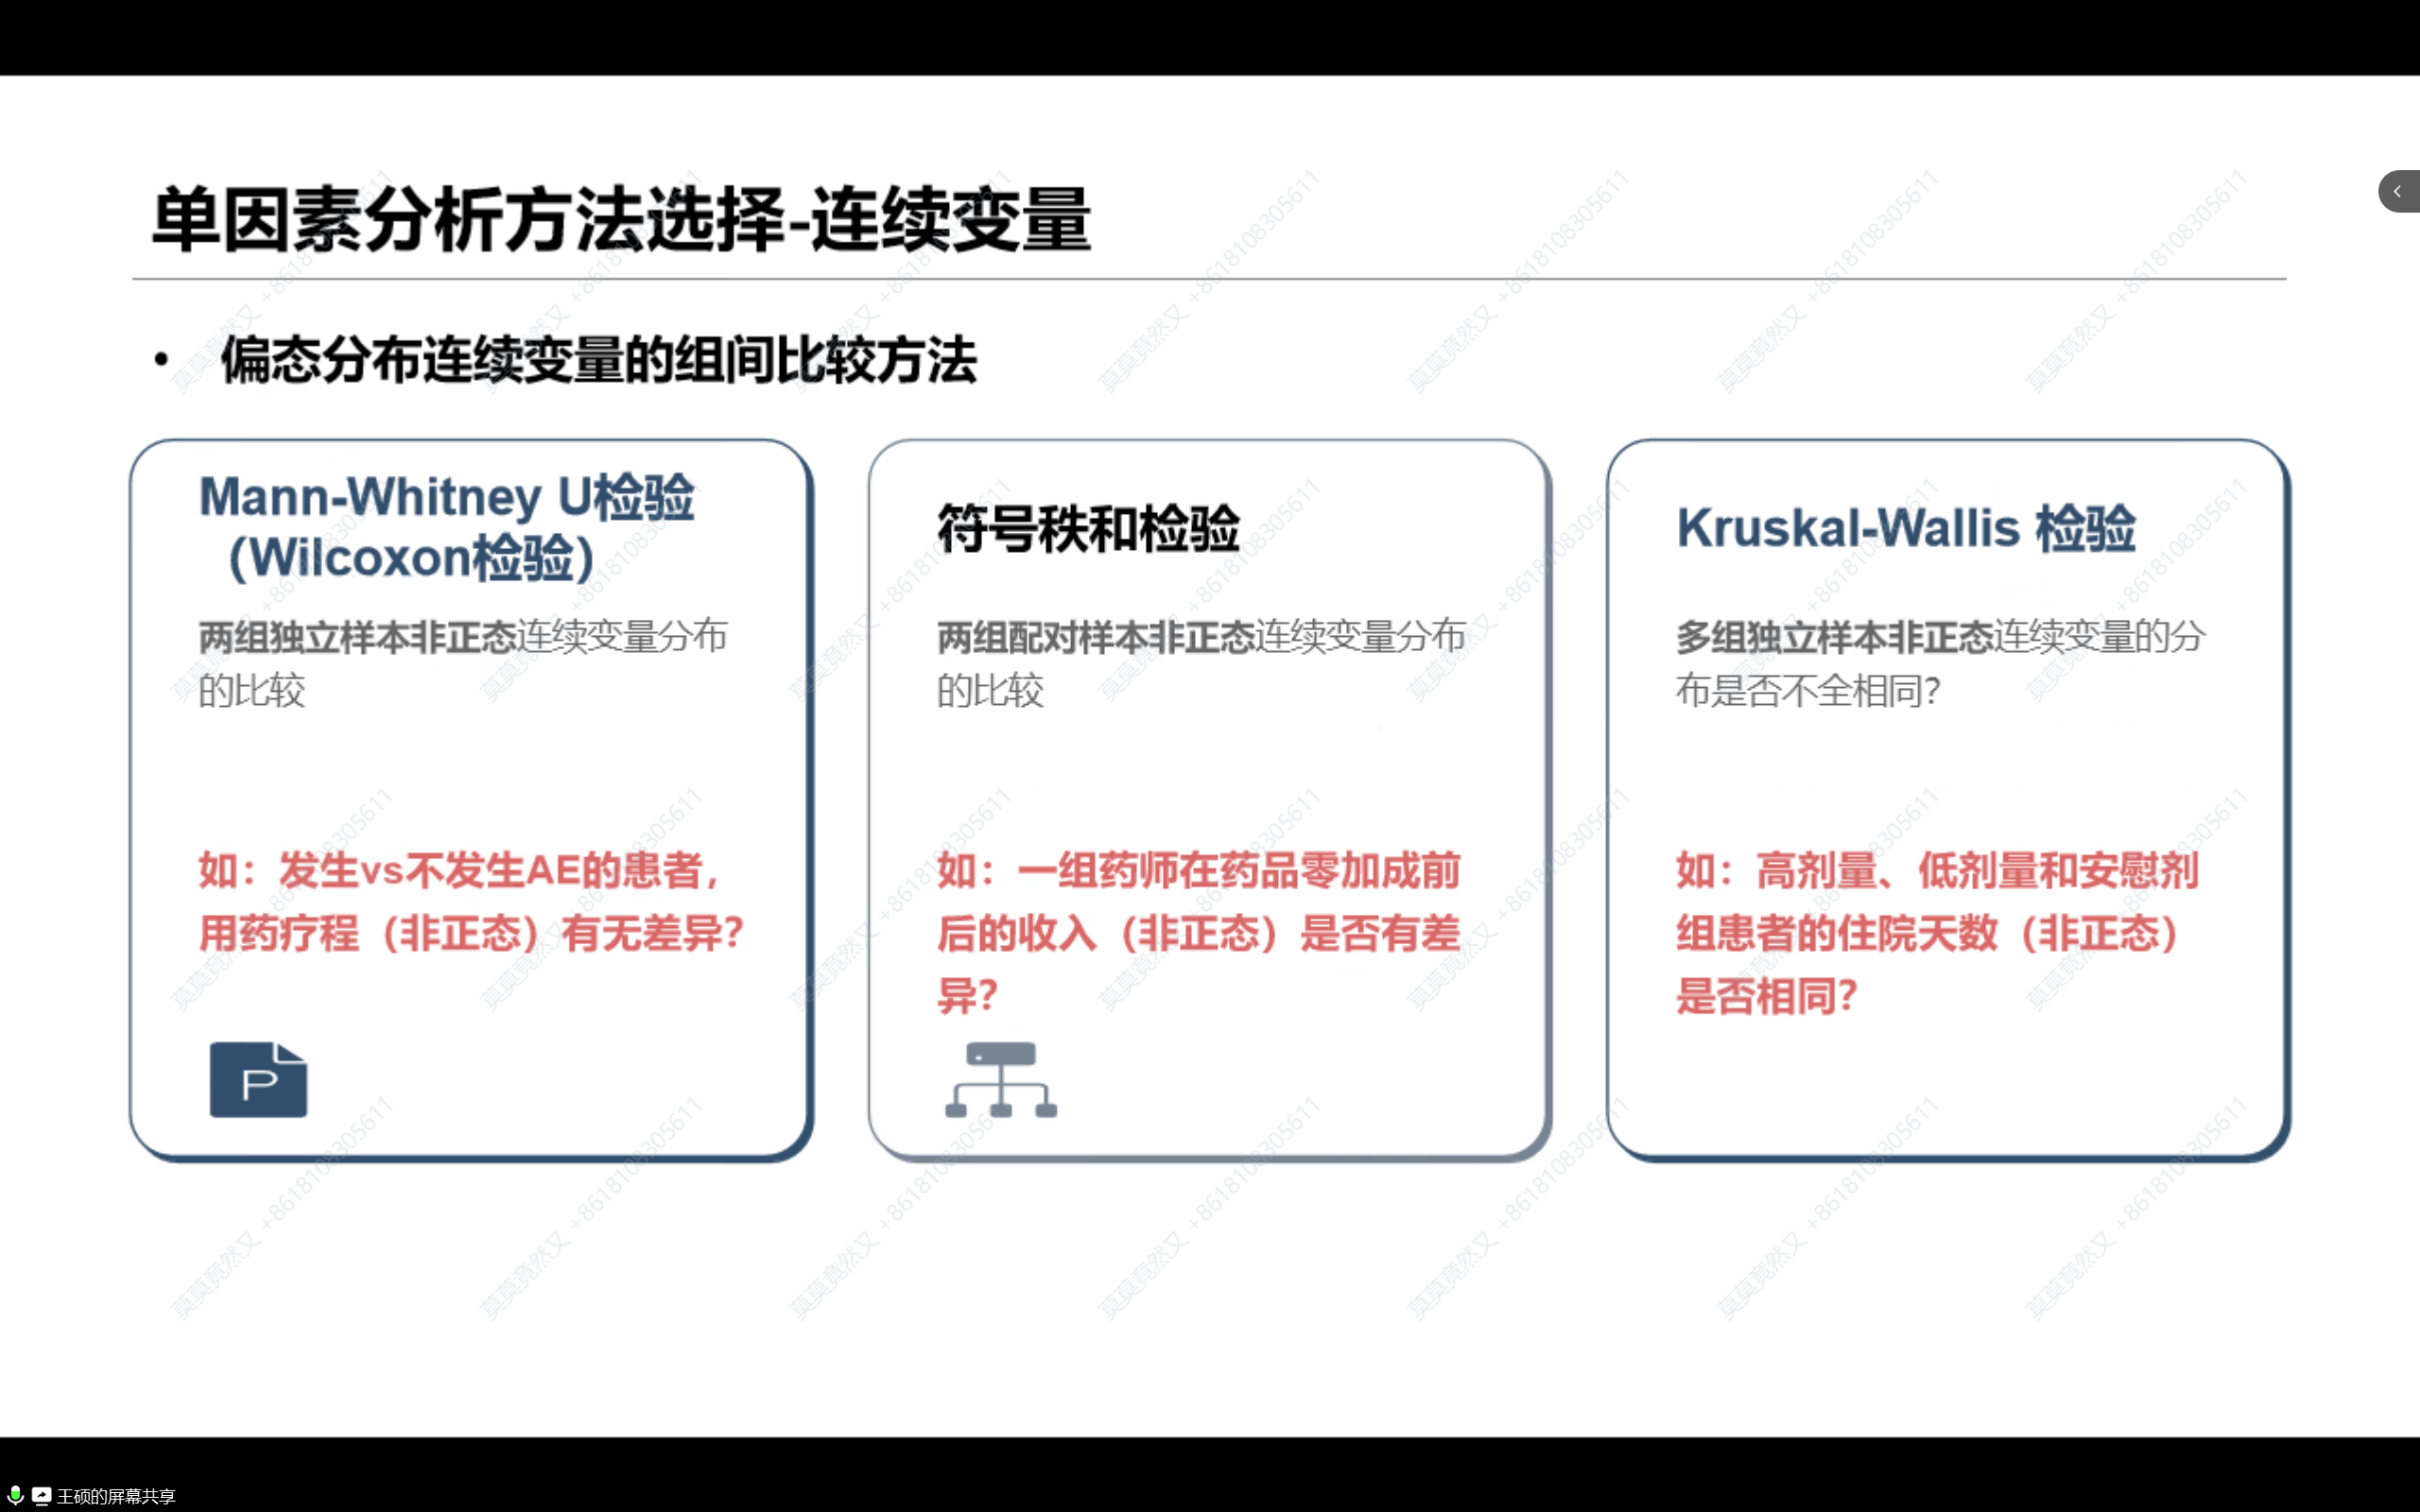 单因素分析方法选择-连续变量
• 偏态分布连续变量的组间比较方法
Mann-Whitney U检验
（Wilcoxon检验）
两组独立样本非正态连续变量分布
的比较
如：发生vs不发生AE的患者，
用药疗程（非正态）有无差异？
P
符号秩和检验
两组配对样本非正态连续变量分布
的比较
如：一组药师在药品零加成前
后的收入（非正态）是否有差
异？
Kruskal-Wallis 检验
多组独立样本非正态连续变量的分
布是否不全相同？
如：高剂量、低剂量和安慰剂
组患者的住院天数（非正态）
是否相同？
王硕的屏幕共享